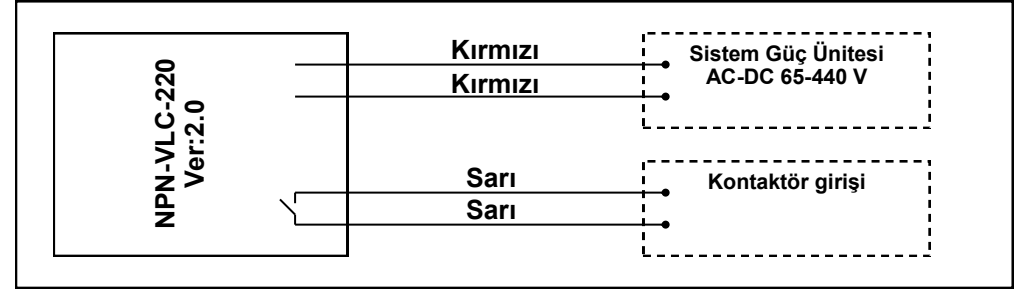 NPN-VLC-220
Ver:2.0
Kırmızı
Kırmızı
Sistem Güç Ünitesi
AC-DC 65-440 V
Sarı
Sarı
Kontaktör girişi